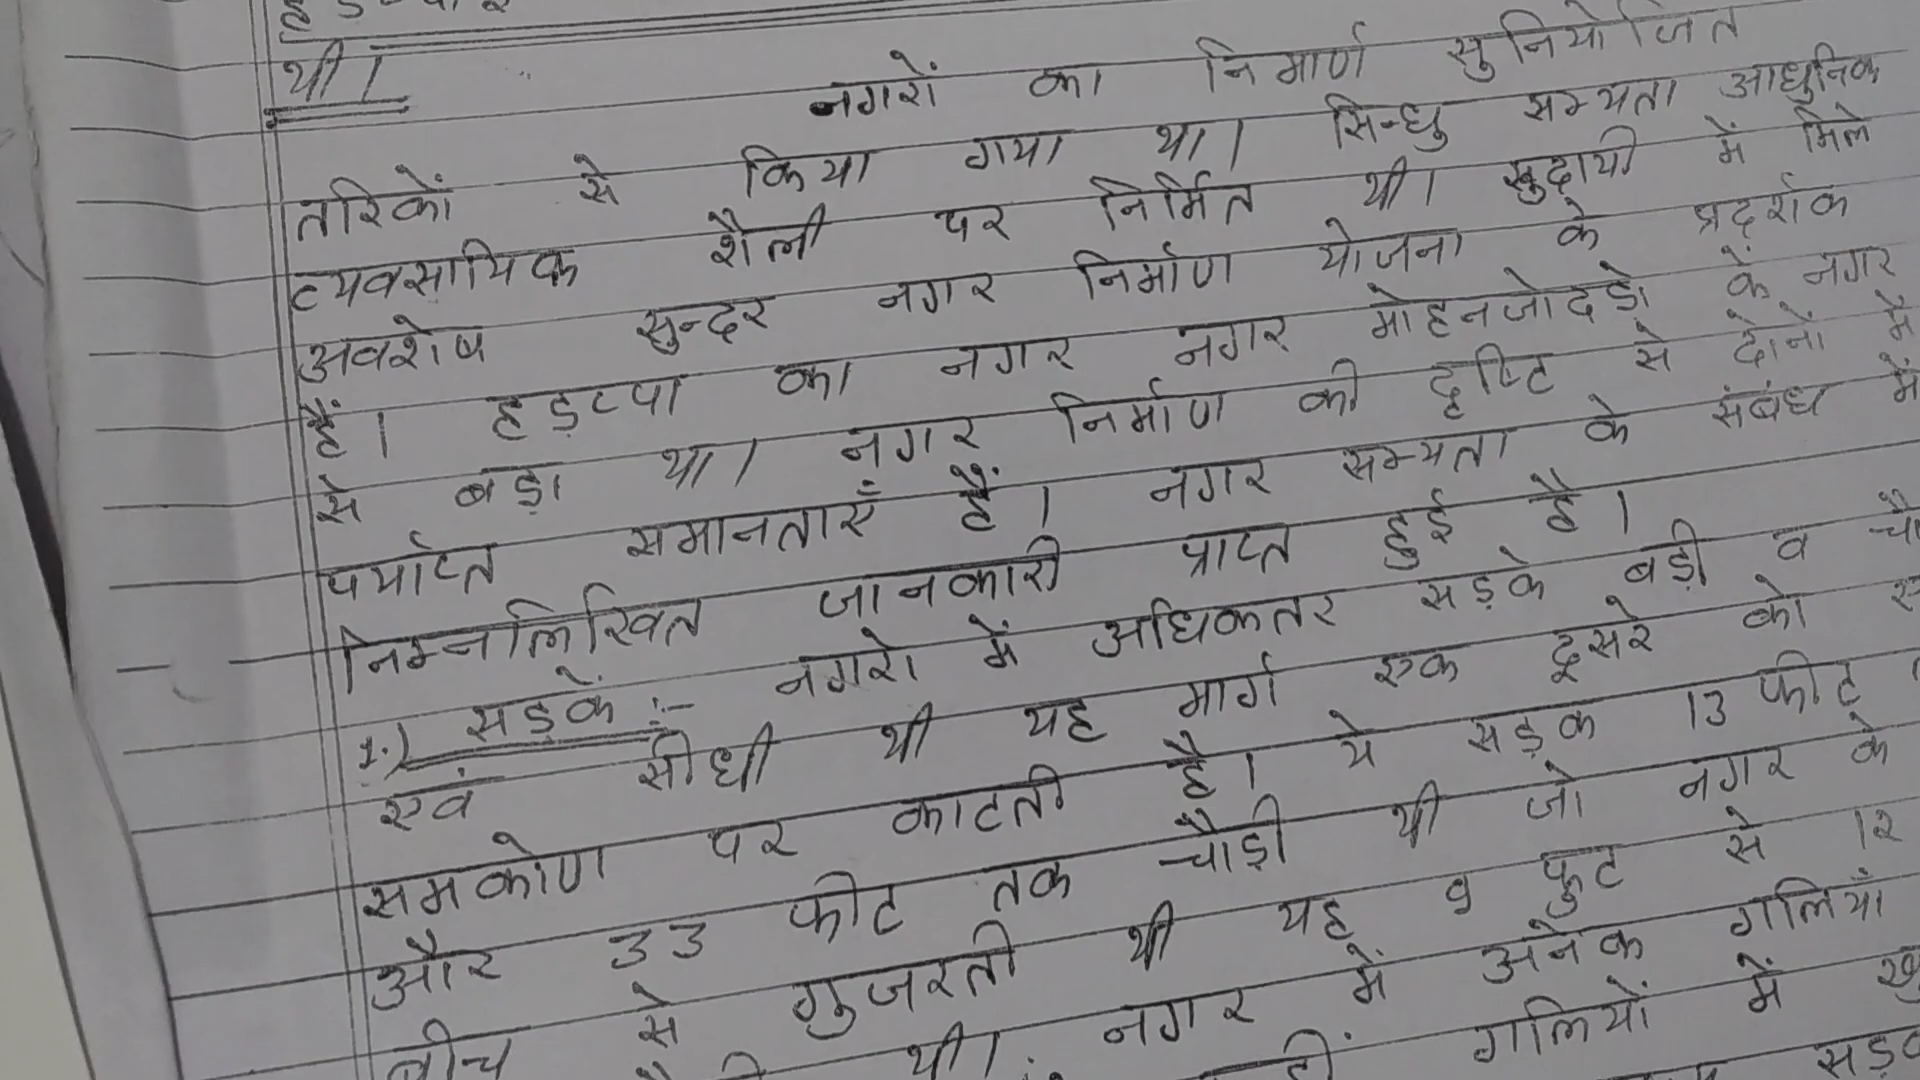 थी।
नगरों का निमार्ण सुनियोजित
तरिकों से किया गया था। सिन्धु सभ्यता आधुनिक
व्यवसायिक शैली पर निर्मित थी। खुदायी में मिले
अवशेष सुन्दर नगर निर्माण योजना के प्रदर्शक
हैं। हड़प्पा का नगर नगर मोहनजोदड़ो के नगर
से बड़ा था। नगर निर्माण की दृष्टि से दोनों में
पर्याप्त समानताएँ हैं। नगर सभ्यता के संबंध में
निम्नलिखित जानकारी प्राप्त हुई है।
1.) सड़कें :- नगरो में अधिकतर सड़के बड़ी व
एवं सीधी थी यह मार्ग एक दूसरे को
समकोण पर काटती है। ये सड़क 13 फीट
और 33 फीट तक चौड़ी थी जो नगर के
बीच से गुजरती थी यह 9 फुट से 12
थी। नगर में अनेक गलियाँ
गलियों में